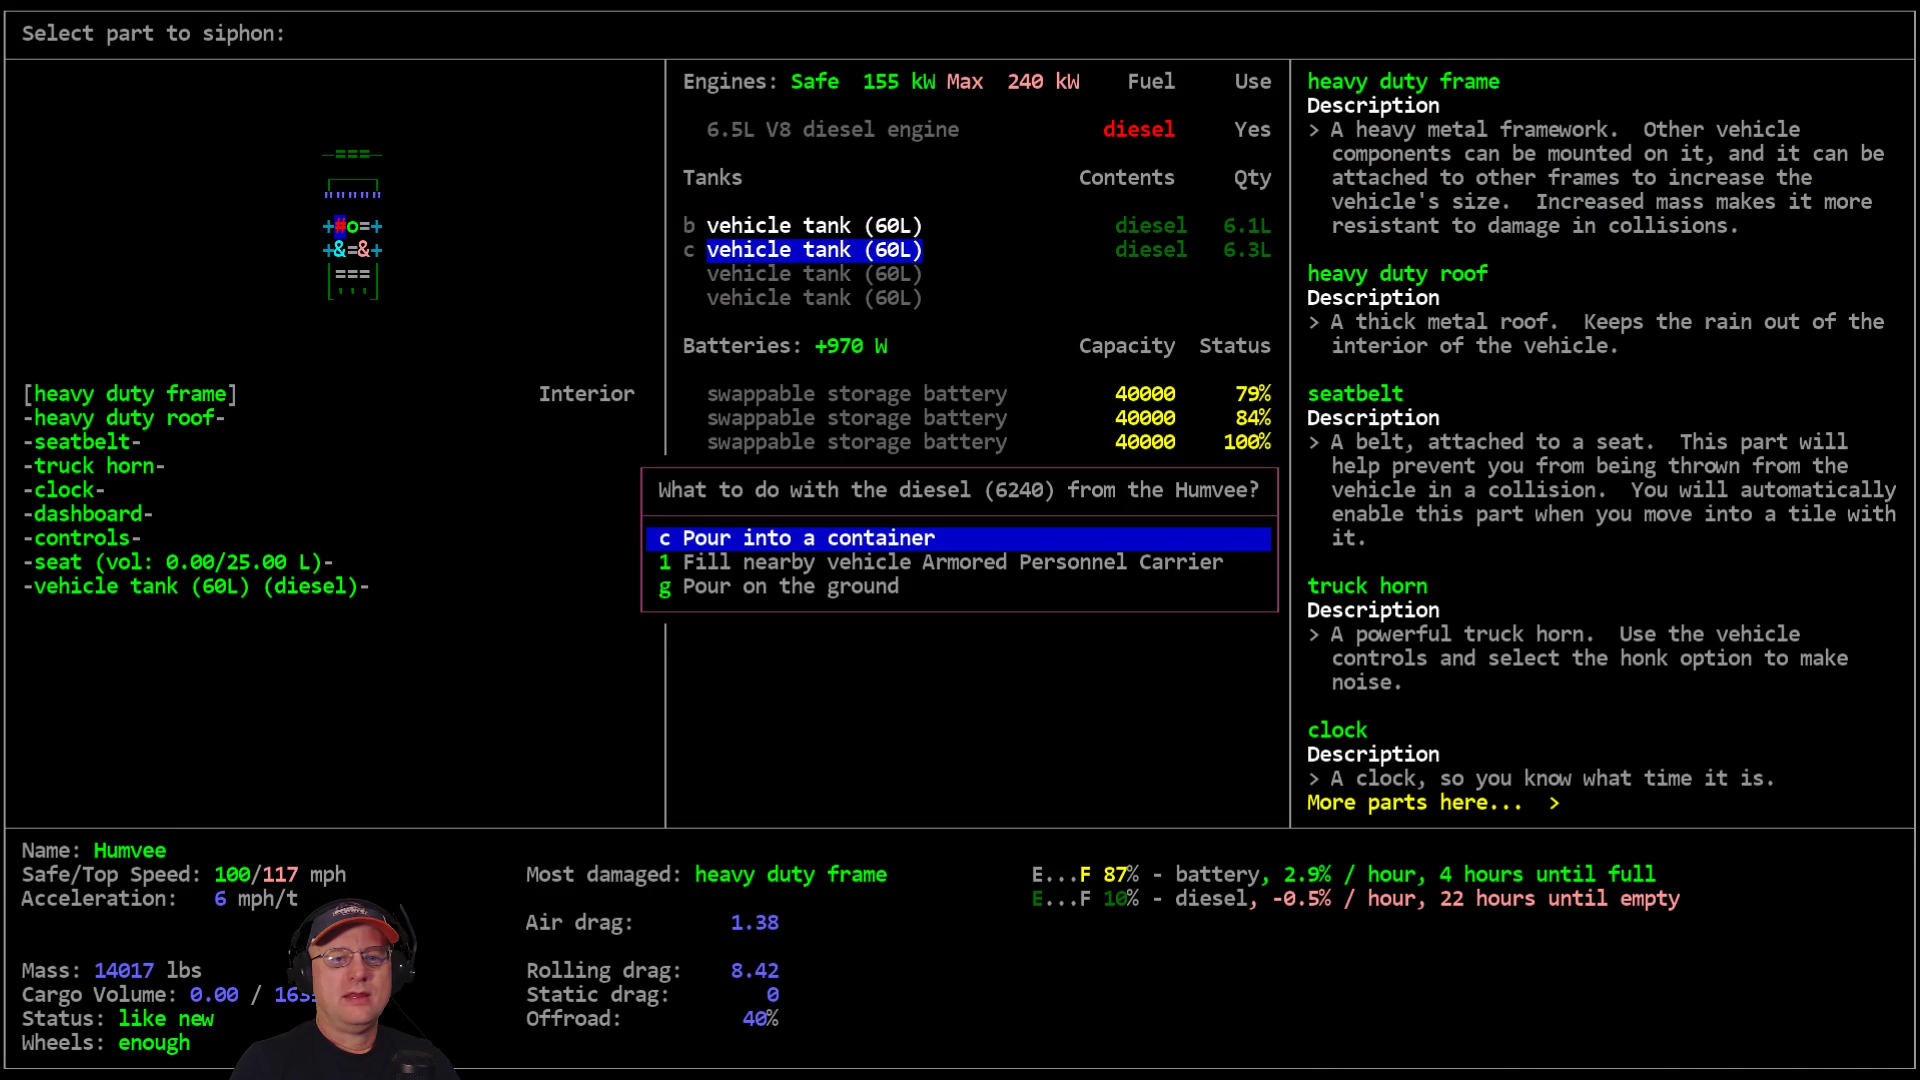 Select part to siphon:
Engines: Safe 155 kW Max 240 kW Fuel Use
6.5L V8 diesel engine diesel Yes
Tanks Contents Qty
b vehicle tank (60L) diesel 6.1L
c vehicle tank (60L) diesel 6.3L
vehicle tank (60L)
vehicle tank (60L)
Batteries: +970 W Capacity Status
swappable storage battery 40000 79%
swappable storage battery 40000 84%
swappable storage battery 40000 100%
[heavy duty frame] Interior
-heavy duty roof-
-seatbelt-
-truck horn-
-clock-
-dashboard-
-controls-
-seat (vol: 0.00/25.00 L)-
-vehicle tank (60L) (diesel)-
What to do with the diesel (6240) from the Humvee?
c Pour into a container
1 Fill nearby vehicle Armored Personnel Carrier
g Pour on the ground
heavy duty frame
Description
> A heavy metal framework. Other vehicle
components can be mounted on it, and it can be
attached to other frames to increase the
vehicle's size. Increased mass makes it more
resistant to damage in collisions.
heavy duty roof
Description
> A thick metal roof. Keeps the rain out of the
interior of the vehicle.
seatbelt
Description
> A belt, attached to a seat. This part will
help prevent you from being thrown from the
vehicle in a collision. You will automatically
enable this part when you move into a tile with
it.
truck horn
Description
> A powerful truck horn. Use the vehicle
controls and select the honk option to make
noise.
clock
Description
> A clock, so you know what time it is.
More parts here... >
Name: Humvee
Safe/Top Speed: 100/117 mph
Acceleration: 6 mph/t
Mass: 14017 lbs
Cargo Volume: 0.00 /
Status: like new
Wheels: enough
Most damaged: heavy duty frame
Air drag: 1.38
Rolling drag: 8.42
Static drag: 0
Offroad: 40%
E...F 87% - battery, 2.9% / hour, 4 hours until full
E...F 10% - diesel, -0.5% / hour, 22 hours until empty